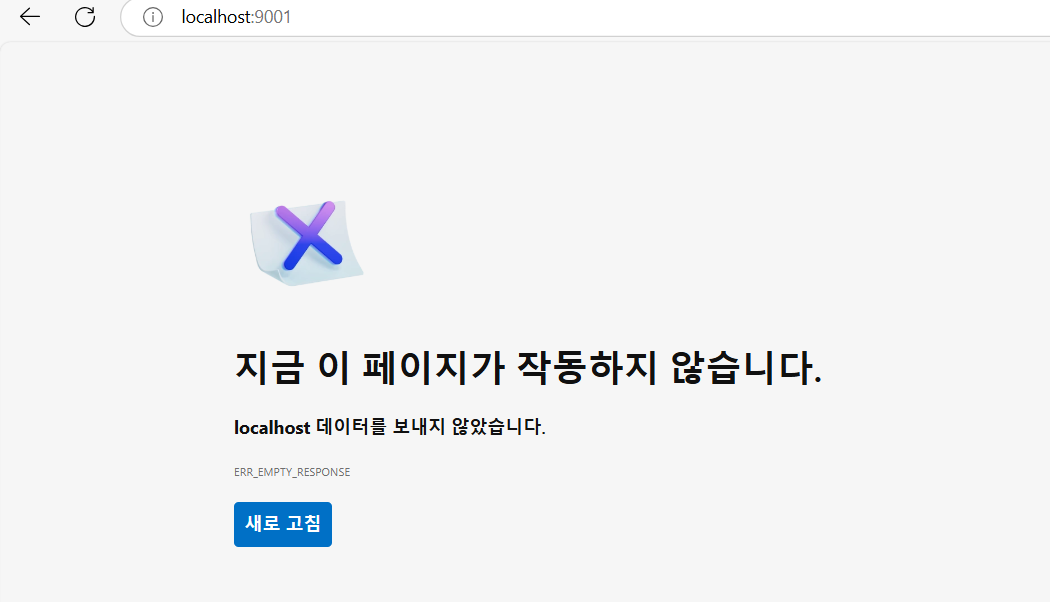 localhost:9001
지금 이 페이지가 작동하지 않습니다.
localhost 데이터를 보내지 않았습니다.
ERR_EMPTY_RESPONSE
새로 고침